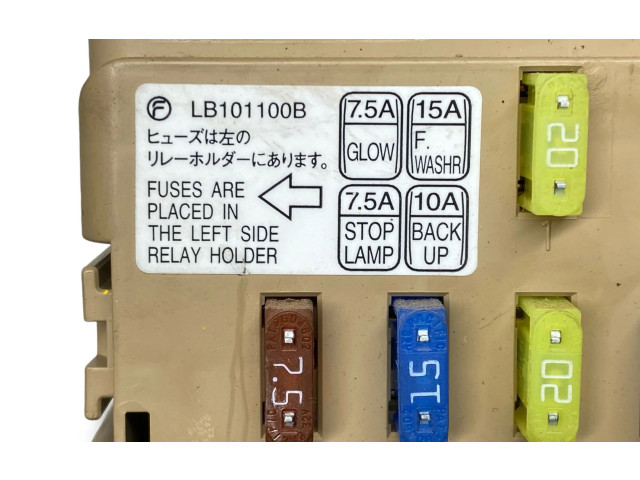 F LB101100B
ヒューズは左の
リレーホルダーにあります。
FUSES ARE
PLACED IN
THE LEFT SIDE
RELAY HOLDER
7.5A
GLOW
15A
F.
WASHR
7.5A
STOP
LAMP
10A
BACK
UP
20
7.5
15
20